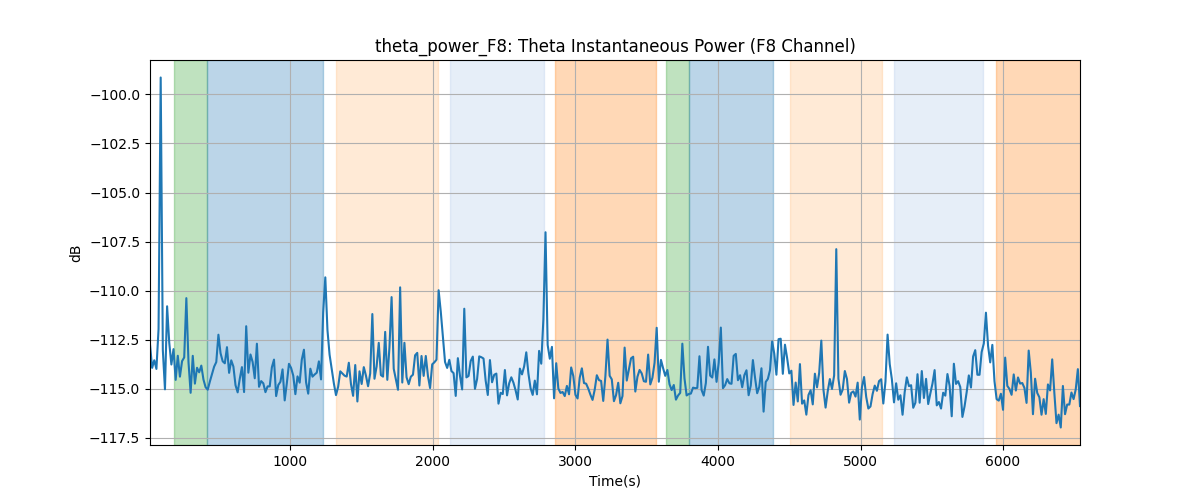 theta_power_F8: Theta Instantaneous Power (F8 Channel)
−100.0
−102.5
−105.0
−107.5
−110.0
−112.5
−115.0
−117.5
dB
1000 2000 3000 4000 5000 6000
Time(s)